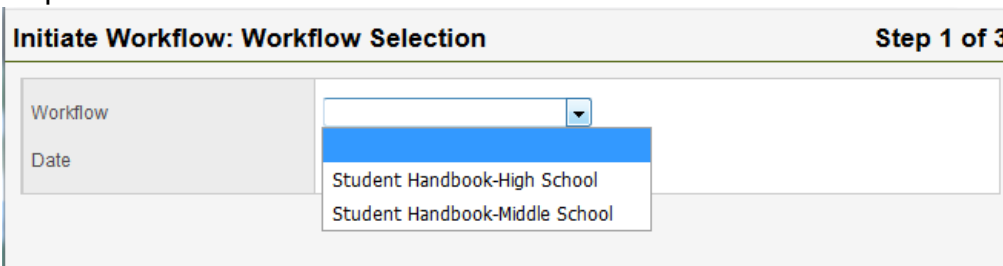 Initiate Workflow: Workflow Selection Step 1 of 3
Workflow
Date
Student Handbook-High School
Student Handbook-Middle School